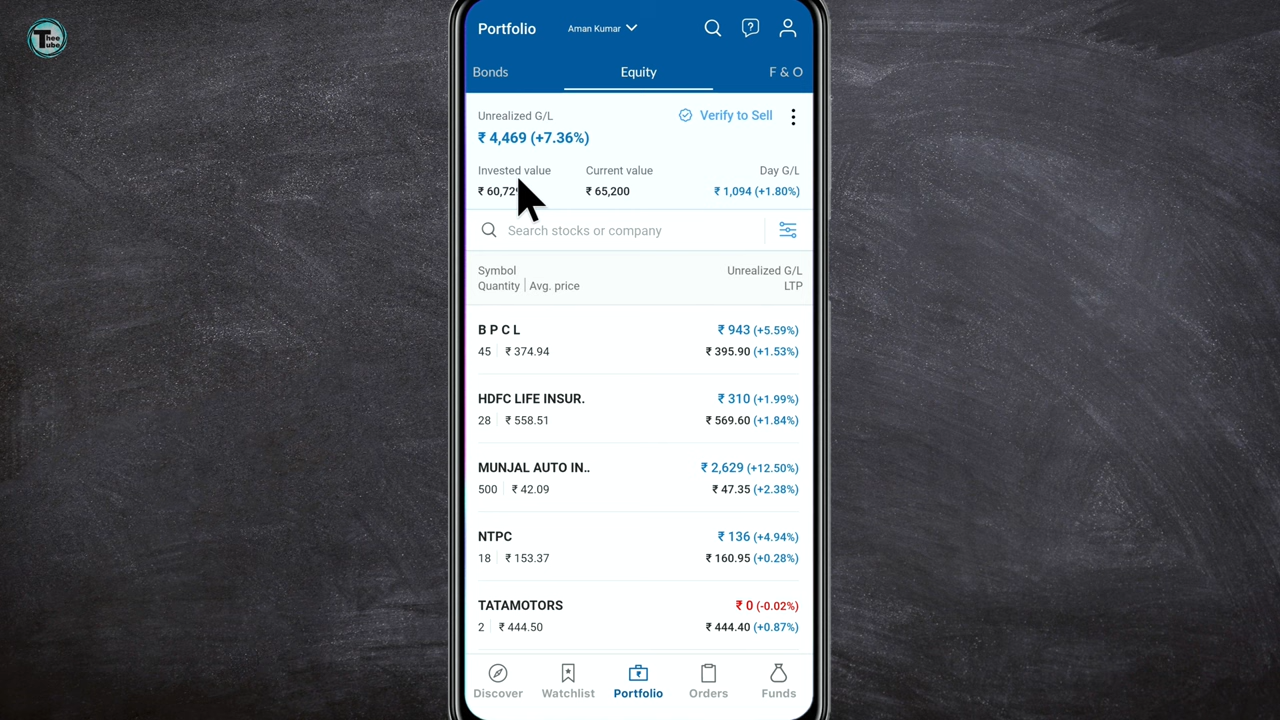 Thee
Tube
Portfolio Aman Kumar
Bonds Equity F & O
Unrealized G/L Verify to Sell
₹ 4,469 (+7.36%)
Invested value Current value Day G/L
₹ 65,200 ₹ 1,094 (+1.80%)
Search stocks or company
Symbol Unrealized G/L
Quantity | Avg. price LTP
B P C L ₹ 943 (+5.59%)
45 ₹ 374.94 ₹ 395.90 (+1.53%)
HDFC LIFE INSUR. ₹ 310 (+1.99%)
28 ₹ 558.51 ₹ 569.60 (+1.84%)
MUNJAL AUTO IN.. ₹ 2,629 (+12.50%)
500 ₹ 42.09 ₹ 47.35 (+2.38%)
NTPC ₹ 136 (+4.94%)
18 ₹ 153.37 ₹ 160.95 (+0.28%)
TATAMOTORS ₹ 0 (-0.02%)
2 ₹ 444.50 ₹ 444.40 (+0.87%)
Discover Watchlist Portfolio Orders Funds